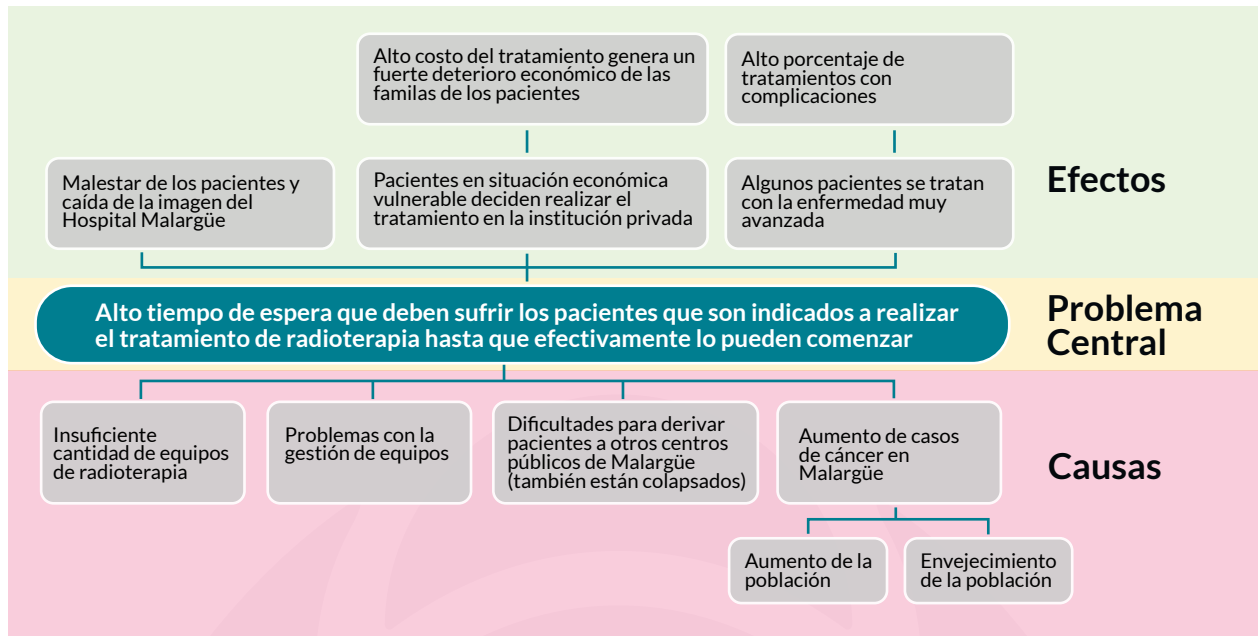 Alto costo del tratamiento genera un
fuerte deterioro económico de las
familas de los pacientes
Alto porcentaje de
tratamientos con
complicaciones
Malestar de los pacientes y
caída de la imagen del
Hospital Malargüe
Pacientes en situación económica
vulnerable deciden realizar el
tratamiento en la institución privada
Algunos pacientes se tratan
con la enfermedad muy
avanzada
Efectos
Alto tiempo de espera que deben sufrir los pacientes que son indicados a realizar
el tratamiento de radioterapia hasta que efectivamente lo pueden comenzar
Problema
Central
Insuficiente
cantidad de equipos
de radioterapia
Problemas con la
gestión de equipos
Dificultades para derivar
pacientes a otros centros
públicos de Malargüe
(también están colapsados)
Aumento de casos
de cáncer en
Malargüe
Causas
Aumento de la
población
Envejecimiento
de la población